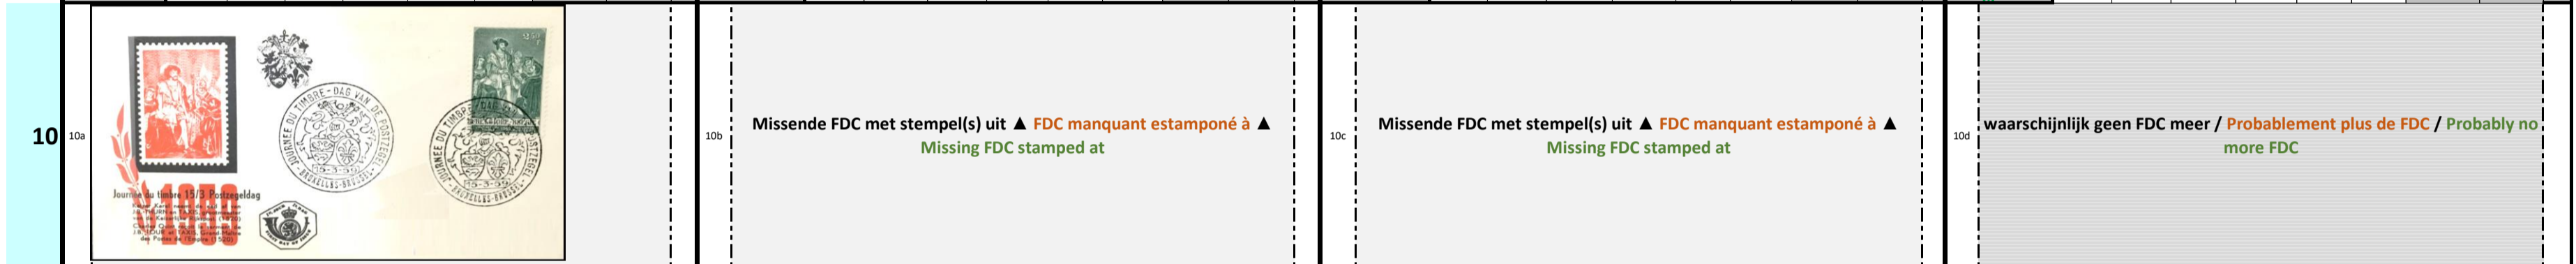 10
10a
JOURNEE DU TIMBRE - DAG VAN DE POSTZEGEL
BRUXELLES-BRUSSEL
Journée du timbre 15/3 Postzegeldag
1959
10b
Missende FDC met stempel(s) uit ▲ FDC manquant estamponé à ▲
Missing FDC stamped at
10c
Missende FDC met stempel(s) uit ▲ FDC manquant estamponé à ▲
Missing FDC stamped at
10d
waarschijnlijk geen FDC meer / Probablement plus de FDC / Probably no
more FDC